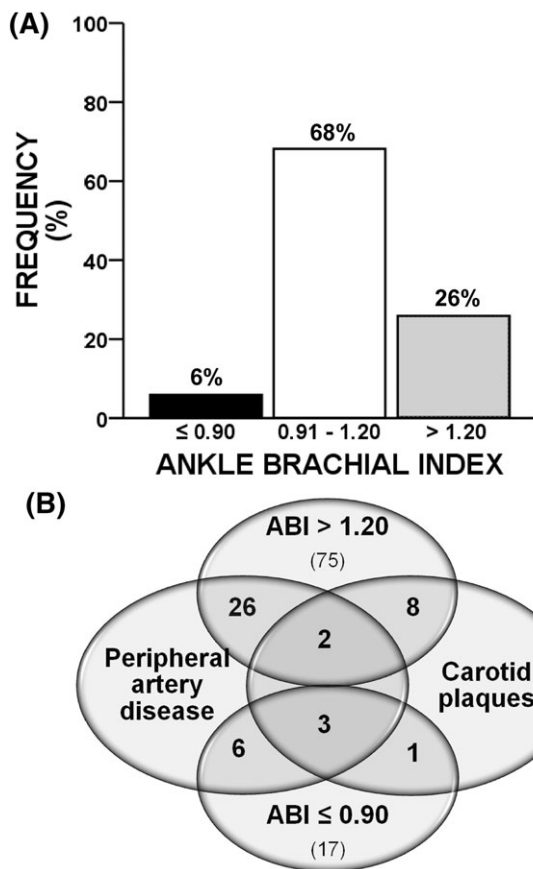 (A)
100
80
60
40
20
0
FREQUENCY
(%)
6%
68%
26%
≤ 0.90
0.91 - 1.20
> 1.20
ANKLE BRACHIAL INDEX
(B)
ABI > 1.20
(75)
26
8
2
Peripheral
artery
disease
Carotid
plaques
3
6
1
ABI ≤ 0.90
(17)